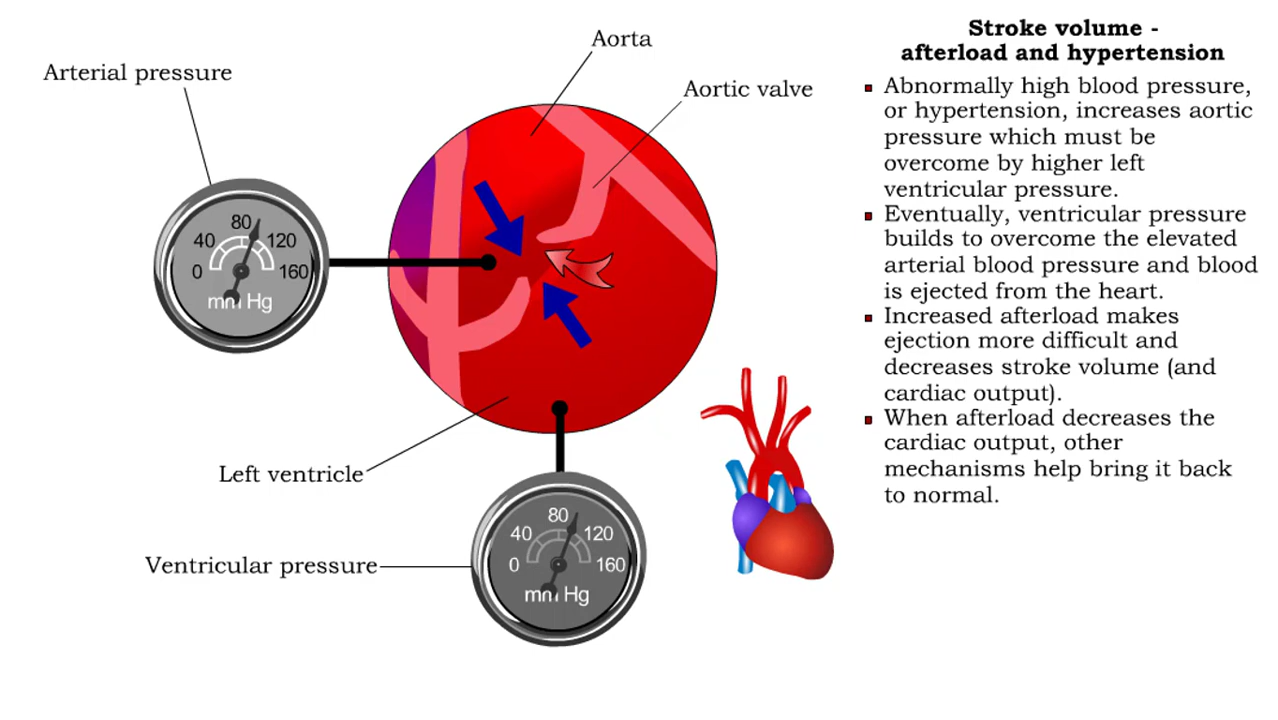 Stroke volume -
afterload and hypertension
Abnormally high blood pressure,
or hypertension, increases aortic
pressure which must be
overcome by higher left
ventricular pressure.
Eventually, ventricular pressure
builds to overcome the elevated
arterial blood pressure and blood
is ejected from the heart.
Increased afterload makes
ejection more difficult and
decreases stroke volume (and
cardiac output).
When afterload decreases the
cardiac output, other
mechanisms help bring it back
to normal.
Aorta
Arterial pressure
Aortic valve
80
40 120
0 160
mm Hg
Left ventricle
80
40 120
0 160
mm Hg
Ventricular pressure